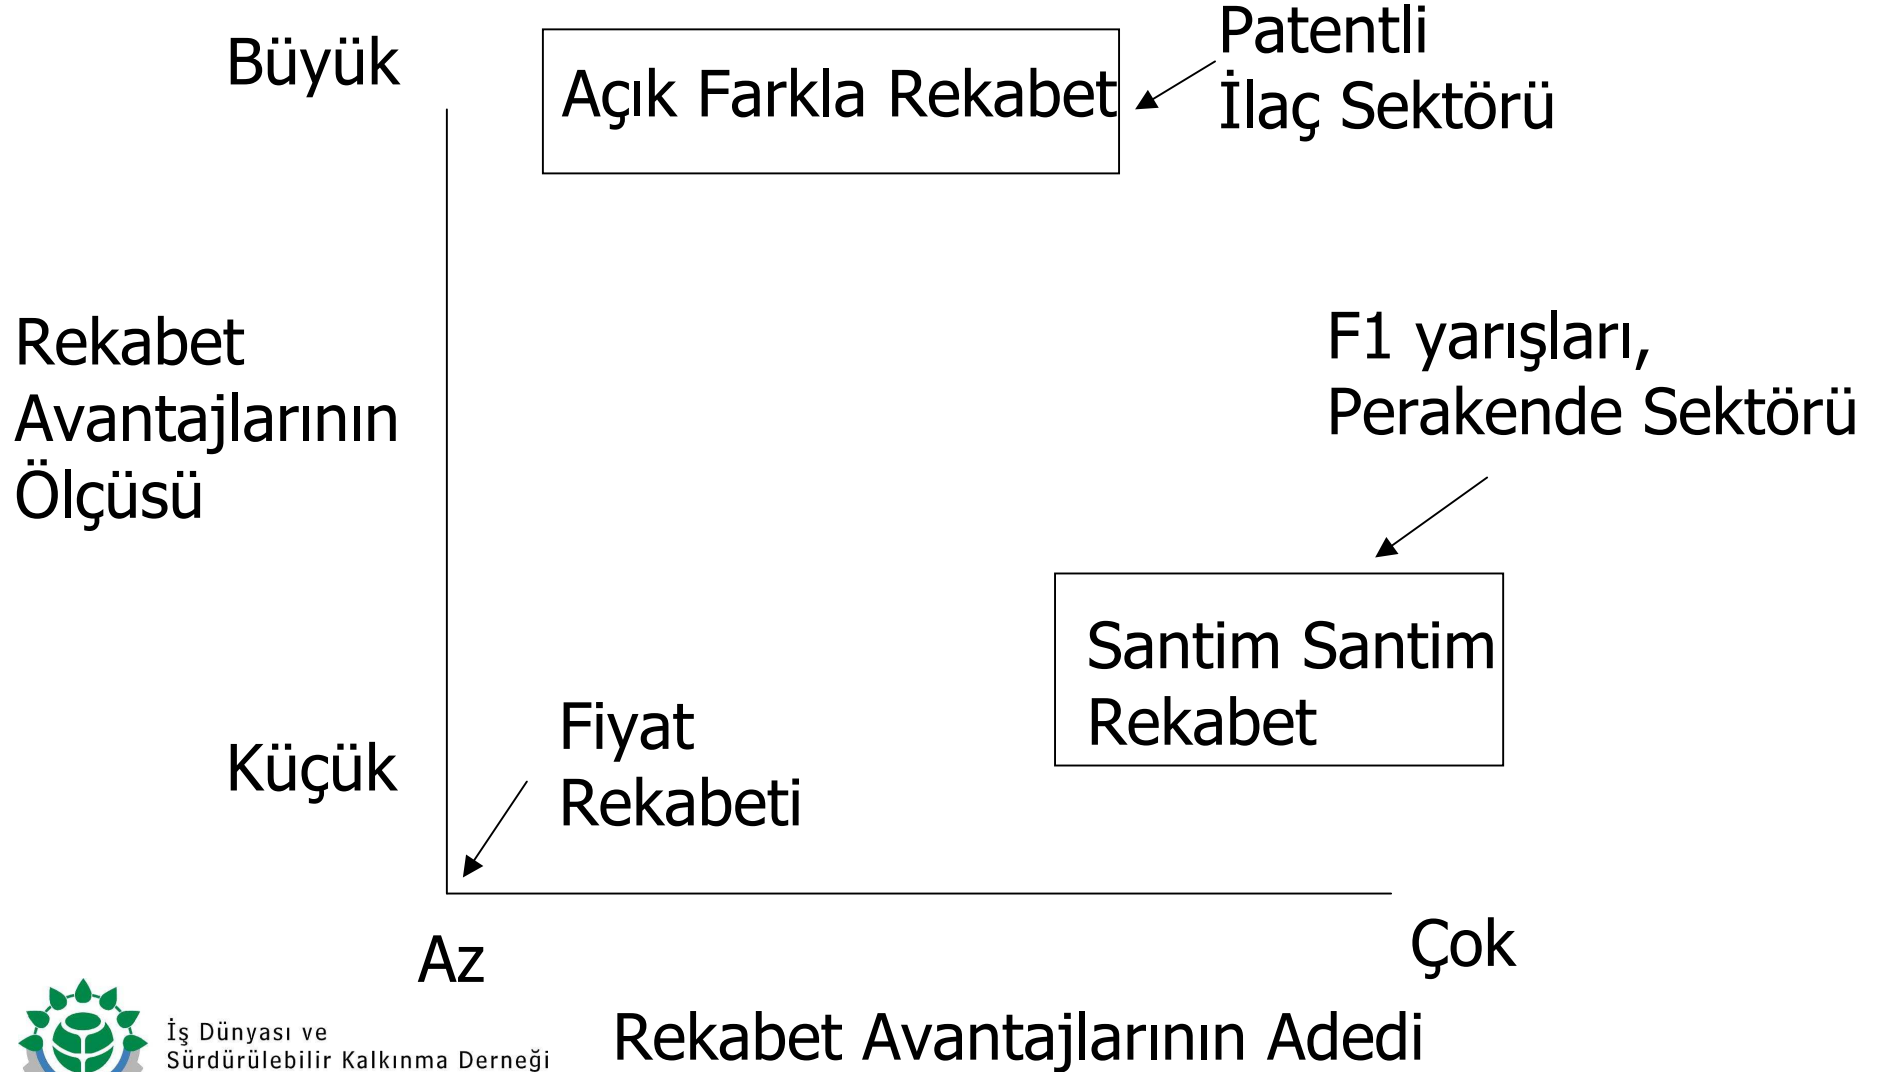 Büyük
Açık Farkla Rekabet
Patentli
İlaç Sektörü
Rekabet
Avantajlarının
Ölçüsü
F1 yarışları,
Perakende Sektörü
Santim Santim
Rekabet
Fiyat
Rekabeti
Küçük
Az
Çok
Rekabet Avantajlarının Adedi
İş Dünyası ve
Sürdürülebilir Kalkınma Derneği